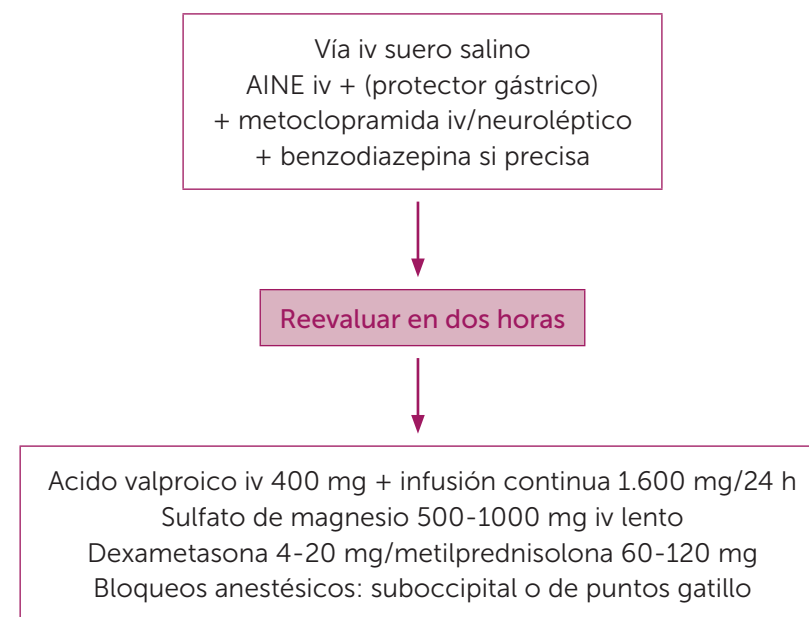 Vía iv suero salino
AINE iv + (protector gástrico)
+ metoclopramida iv/neuroléptico
+ benzodiazepina si precisa
Reevaluar en dos horas
Acido valproico iv 400 mg + infusión continua 1.600 mg/24 h
Sulfato de magnesio 500-1000 mg iv lento
Dexametasona 4-20 mg/metilprednisolona 60-120 mg
Bloqueos anestésicos: suboccipital o de puntos gatillo